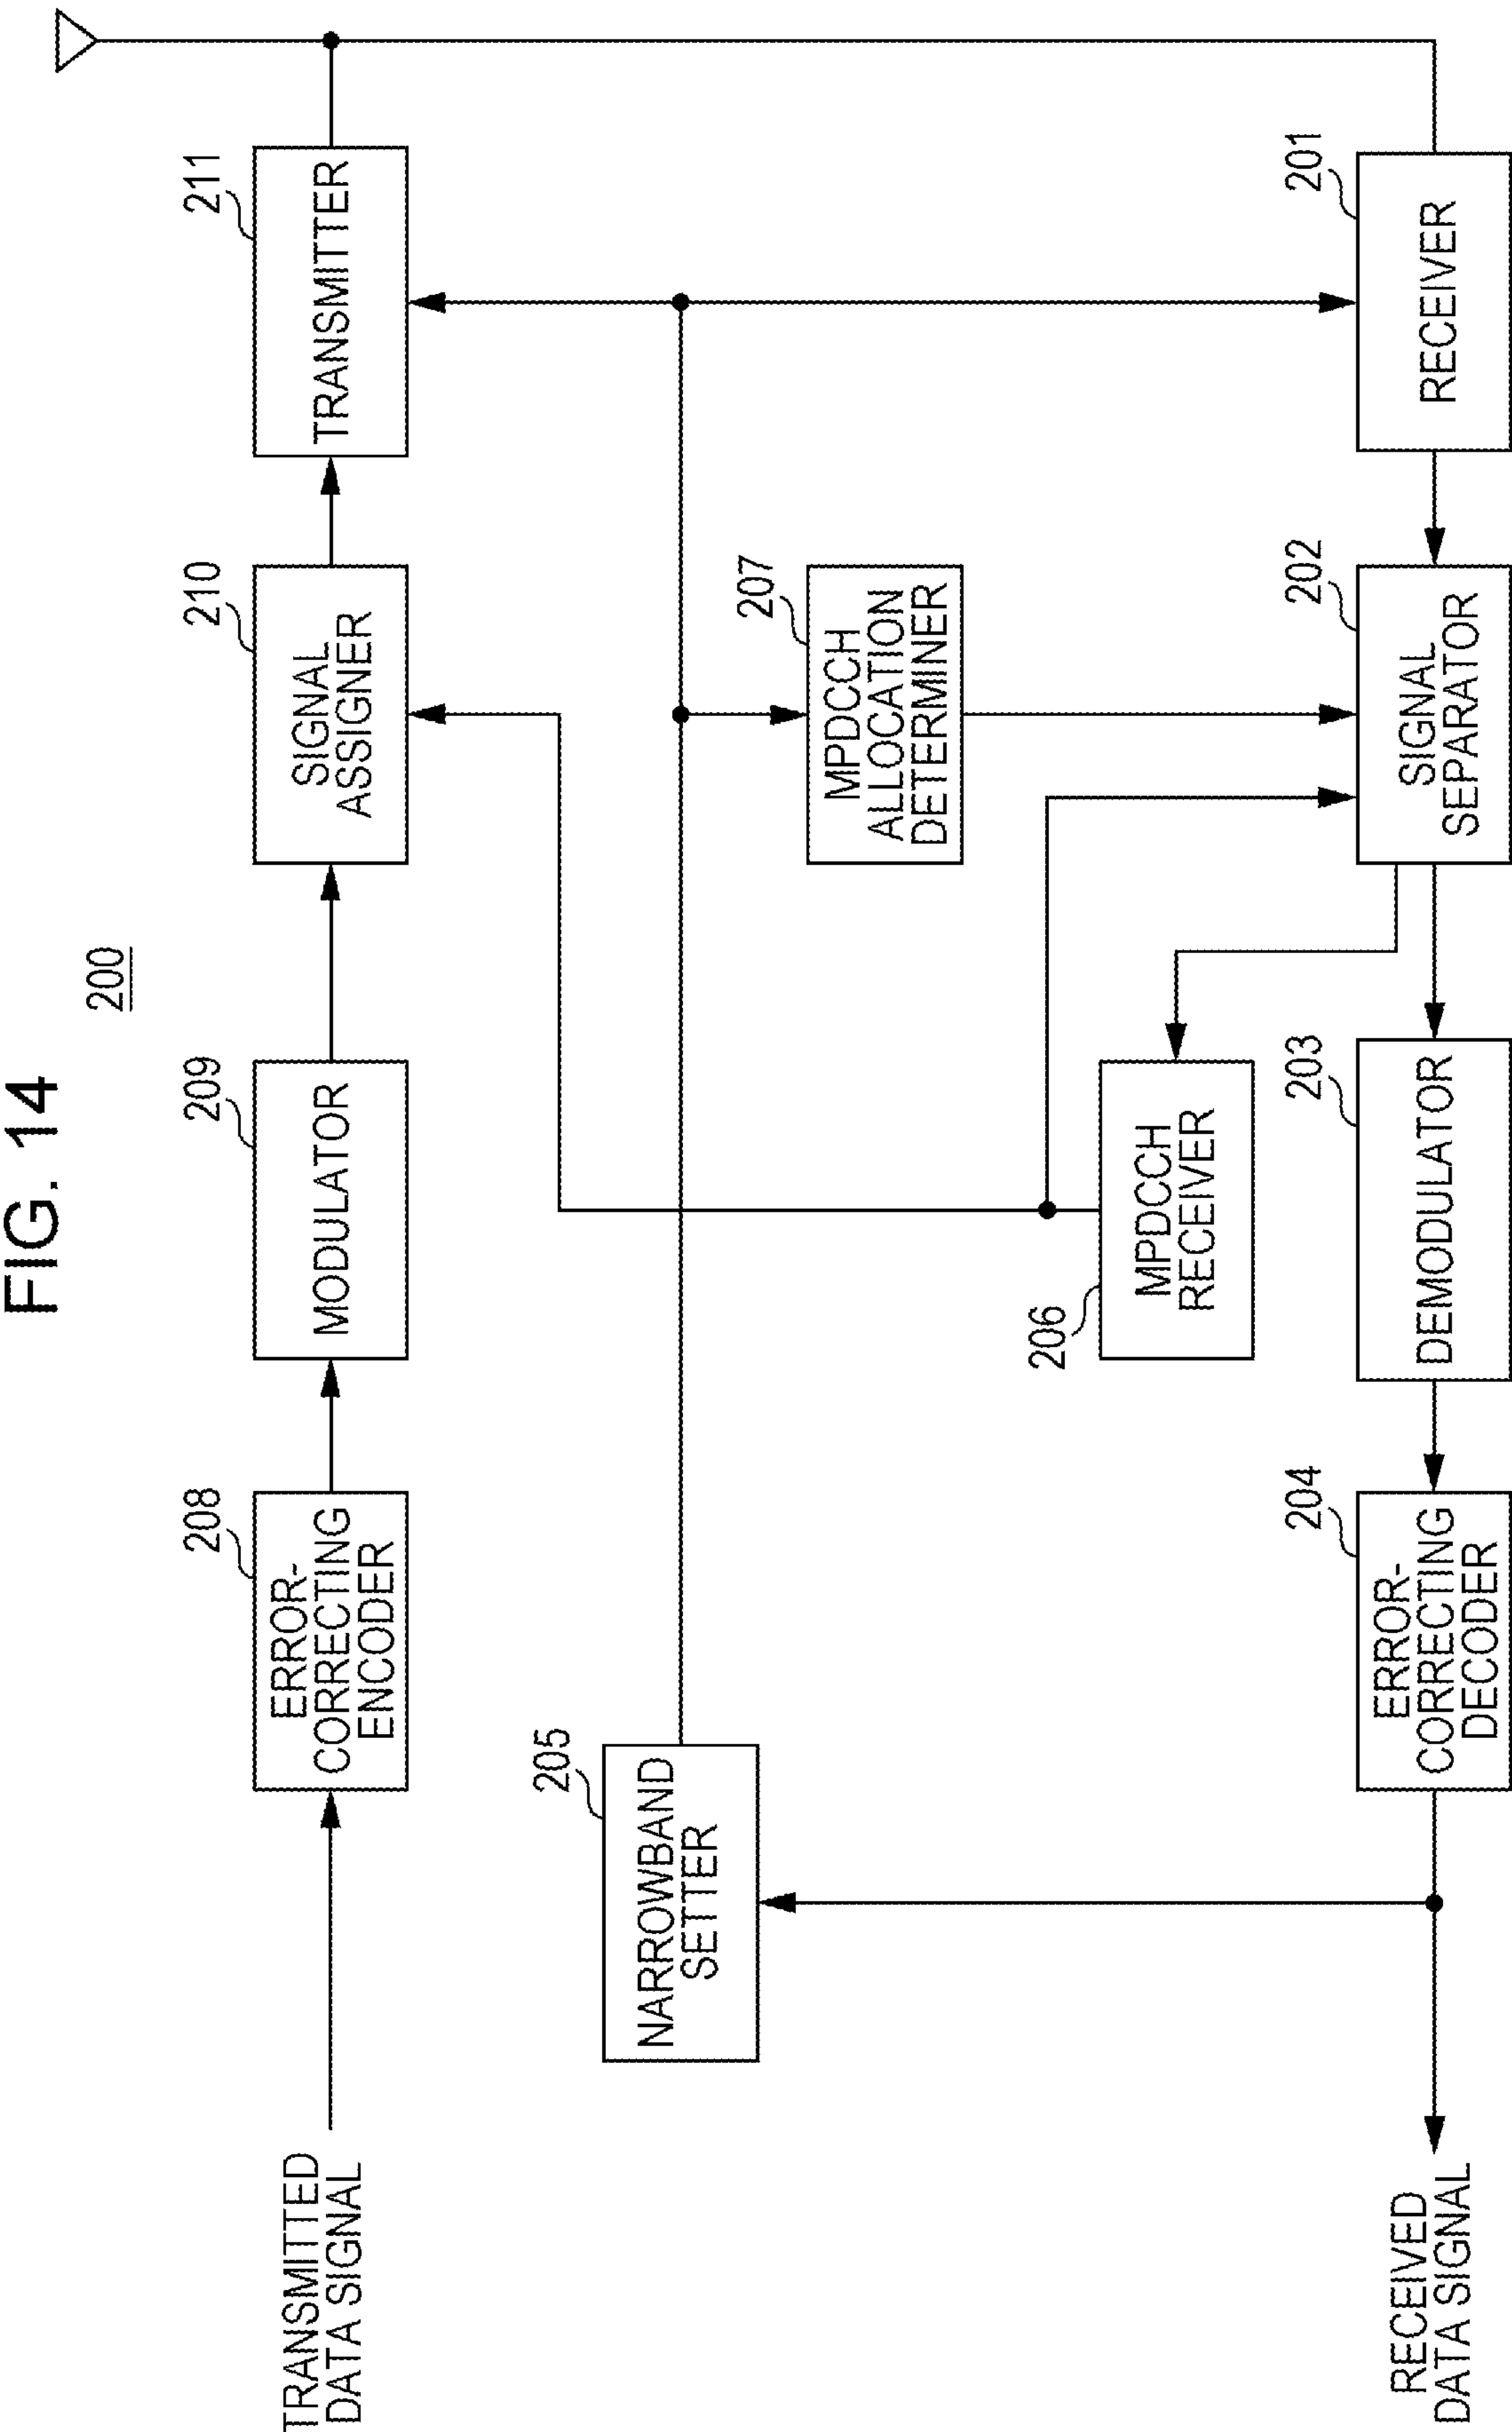 FIG. 14
200
TRANSMITTED
DATA SIGNAL
208
ERROR-
CORRECTING
ENCODER
209
MODULATOR
210
SIGNAL
ASSIGNER
211
TRANSMITTER
205
NARROWBAND
SETTER
207
MPDCCH
ALLOCATION
DETERMINER
206
MPDCCH
RECEIVER
RECEIVED
DATA SIGNAL
204
ERROR-
CORRECTING
DECODER
203
DEMODULATOR
202
SIGNAL
SEPARATOR
201
RECEIVER